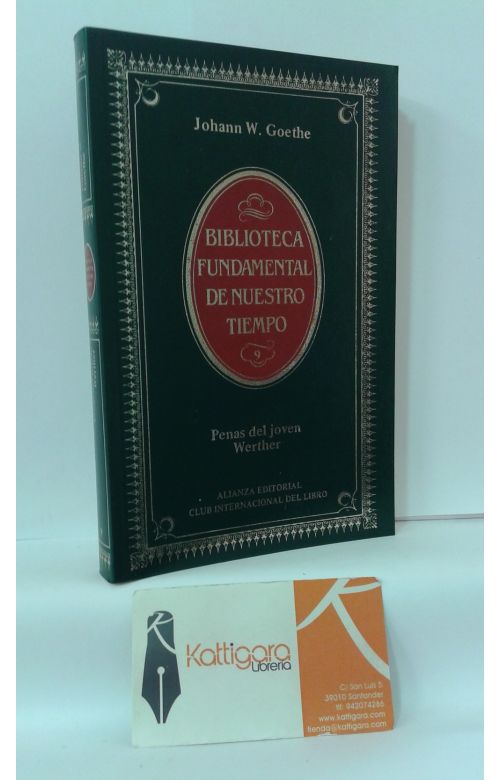 Johann W. Goethe
BIBLIOTECA
FUNDAMENTAL
DE NUESTRO
TIEMPO
9
Penas del joven
Werther
ALIANZA EDITORIAL
CLUB INTERNACIONAL DEL LIBRO
Kattigara
Librería
C/ San Luis 5
39010 Santander
tlf: 942074286
www.kattigara.com
tienda@kattigara.com